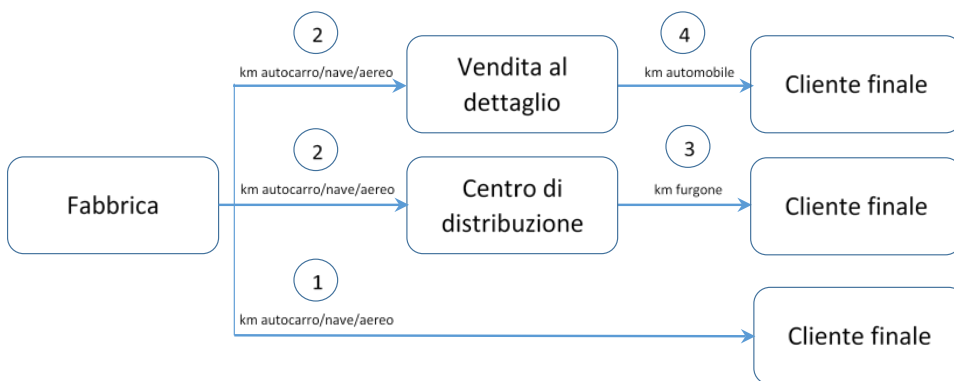 2
km autocarro/nave/aereo
Vendita al
dettaglio
4
km automobile
Cliente finale
Fabbrica
2
km autocarro/nave/aereo
Centro di
distribuzione
3
km furgone
Cliente finale
1
km autocarro/nave/aereo
Cliente finale